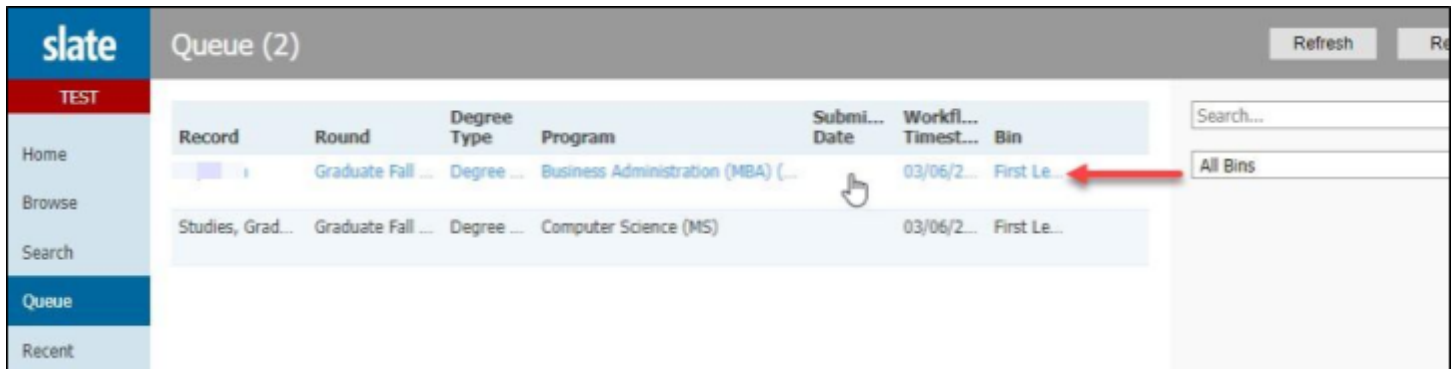 slate
Queue (2)
Refresh
Re
TEST
Home
Browse
Search
Queue
Recent
Record Round Degree Type Program Submi... Date Workfl... Timest... Bin
Graduate Fall ... Degree ... Business Administration (MBA) (... 03/06/2... First Le...
Studies, Grad... Graduate Fall ... Degree ... Computer Science (MS) 03/06/2... First Le...
Search...
All Bins